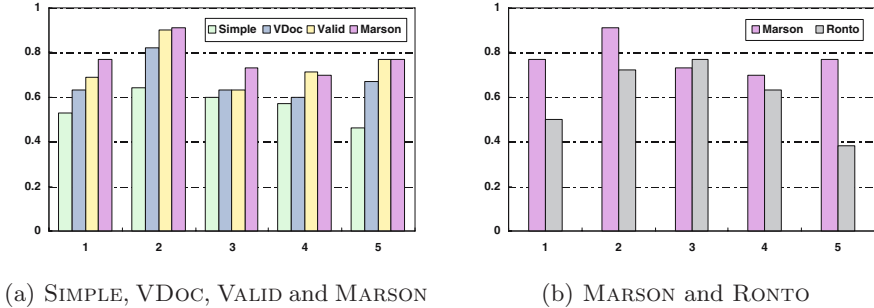 1
0.8
0.6
0.4
0.2
0
Simple VDoc Valid Marson
1 2 3 4 5
(a) SIMPLE, VDOC, VALID and MARSON
1
0.8
0.6
0.4
0.2
0
Marson Ronto
1 2 3 4 5
(b) MARSON and RONTO